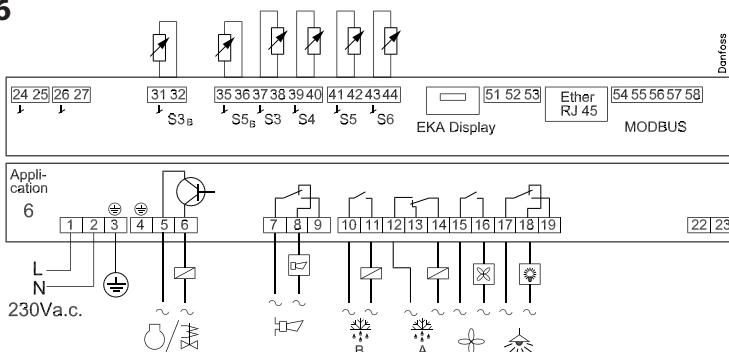 6
Danfoss
24 25 26 27 31 32 35 36 37 38 39 40 41 42 43 44 51 52 53 Ether RJ 45 54 55 56 57 58
S3B S5B S3 S4 S5 S6 EKA Display MODBUS
Appli-
cation
6
1 2 3 4 5 6 7 8 9 10 11 12 13 14 15 16 17 18 19 22 23
L
N
230Va.c.
B A